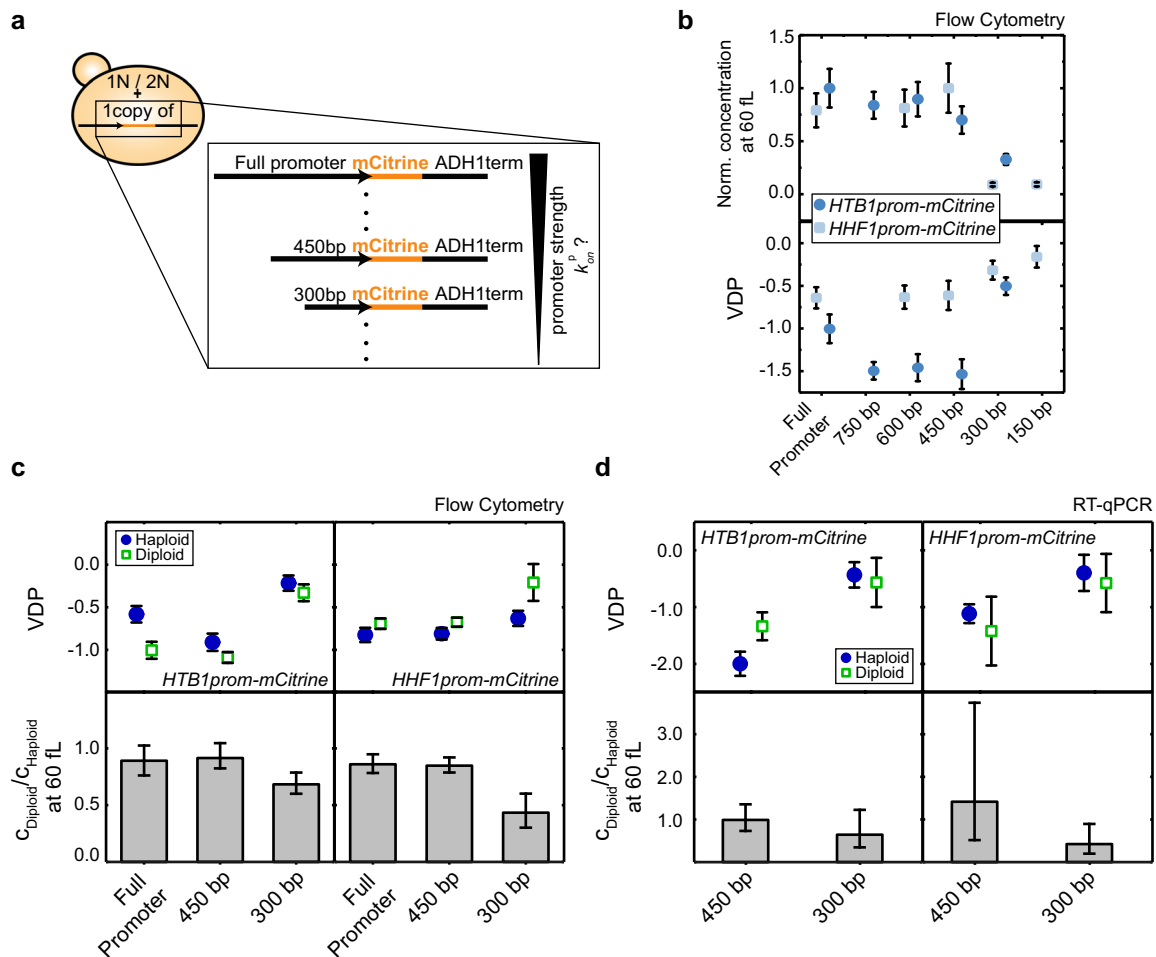 a
1N / 2N
+
1copy of
Full promoter mCitrine ADH1term
450bp mCitrine ADH1term
300bp mCitrine ADH1term
promoter strength
k_on^p ?
b
Flow Cytometry
Norm. concentration
at 60 fL
1.5
1.0
0.5
0.0
HTB1prom-mCitrine
HHF1prom-mCitrine
VDP
0.0
-0.5
-1.0
-1.5
Full
Promoter
750 bp
600 bp
450 bp
300 bp
150 bp
c
Flow Cytometry
Haploid
Diploid
VDP
0.0
-0.5
-1.0
HTB1prom-mCitrine
HHF1prom-mCitrine
c_Diploid/c_Haploid
at 60 fL
1.0
0.5
0.0
Full
Promoter
450 bp
300 bp
Full
Promoter
450 bp
300 bp
d
RT-qPCR
HTB1prom-mCitrine
HHF1prom-mCitrine
VDP
0.0
-1.0
-2.0
Haploid
Diploid
c_Diploid/c_Haploid
at 60 fL
3.0
2.0
1.0
450 bp
300 bp
450 bp
300 bp